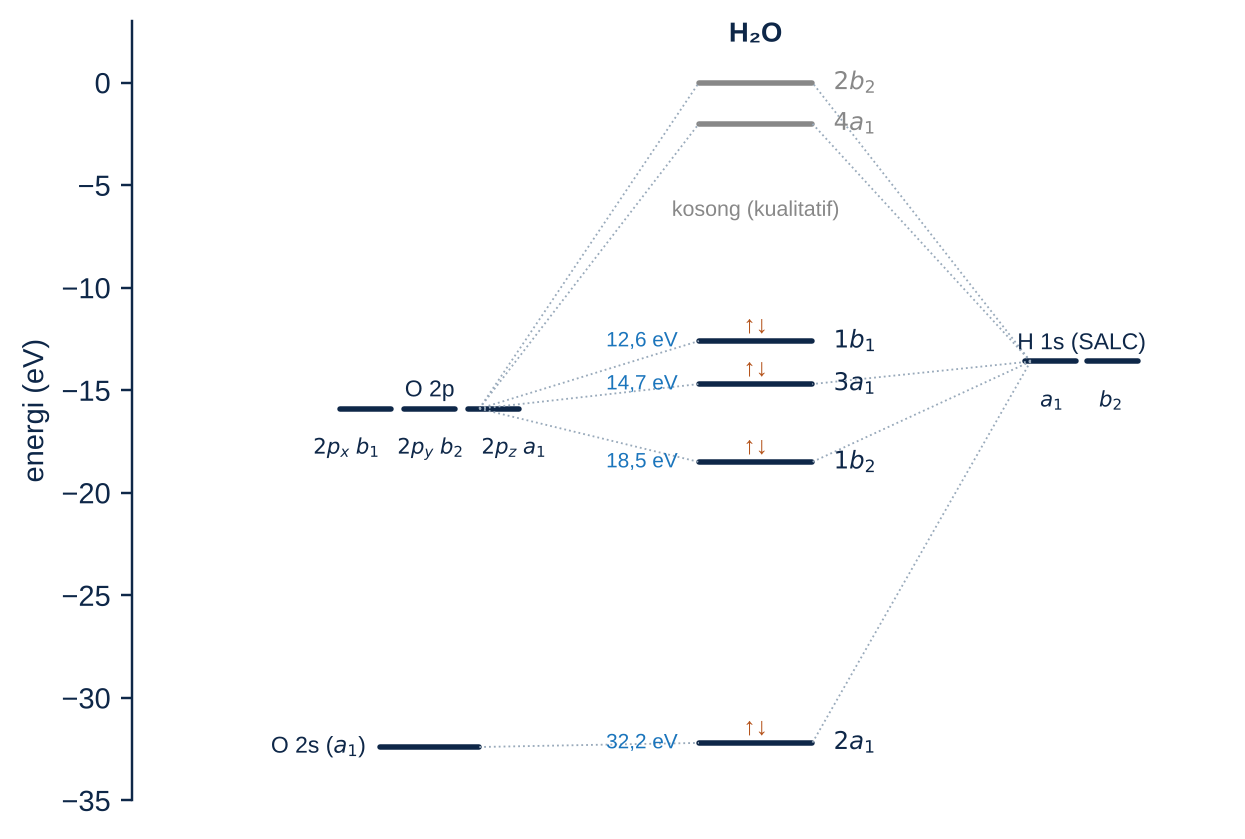 H₂O
0
−5
−10
−15
−20
−25
−30
−35
energi (eV)
2b₂
4a₁
kosong (kualitatif)
12,6 eV
↑↓
1b₁
14,7 eV
↑↓
3a₁
18,5 eV
↑↓
1b₂
32,2 eV
↑↓
2a₁
O 2p
2pₓ b₁ 2p_y b₂ 2p_z a₁
O 2s (a₁)
H 1s (SALC)
a₁ b₂